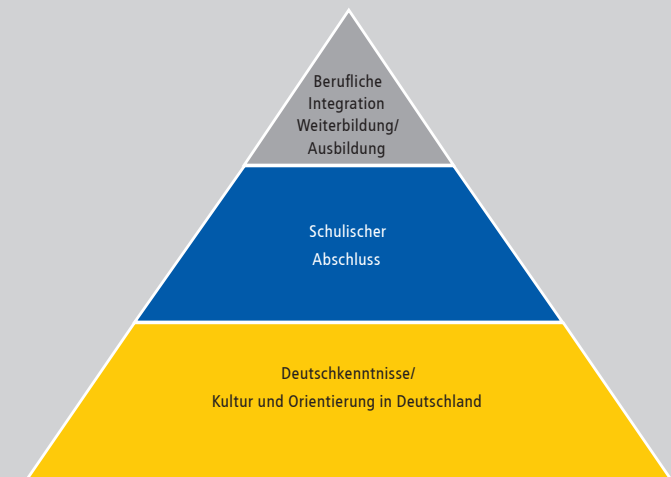 Berufliche
Integration
Weiterbildung/
Ausbildung
Schulischer
Abschluss
Deutschkenntnisse/
Kultur und Orientierung in Deutschland